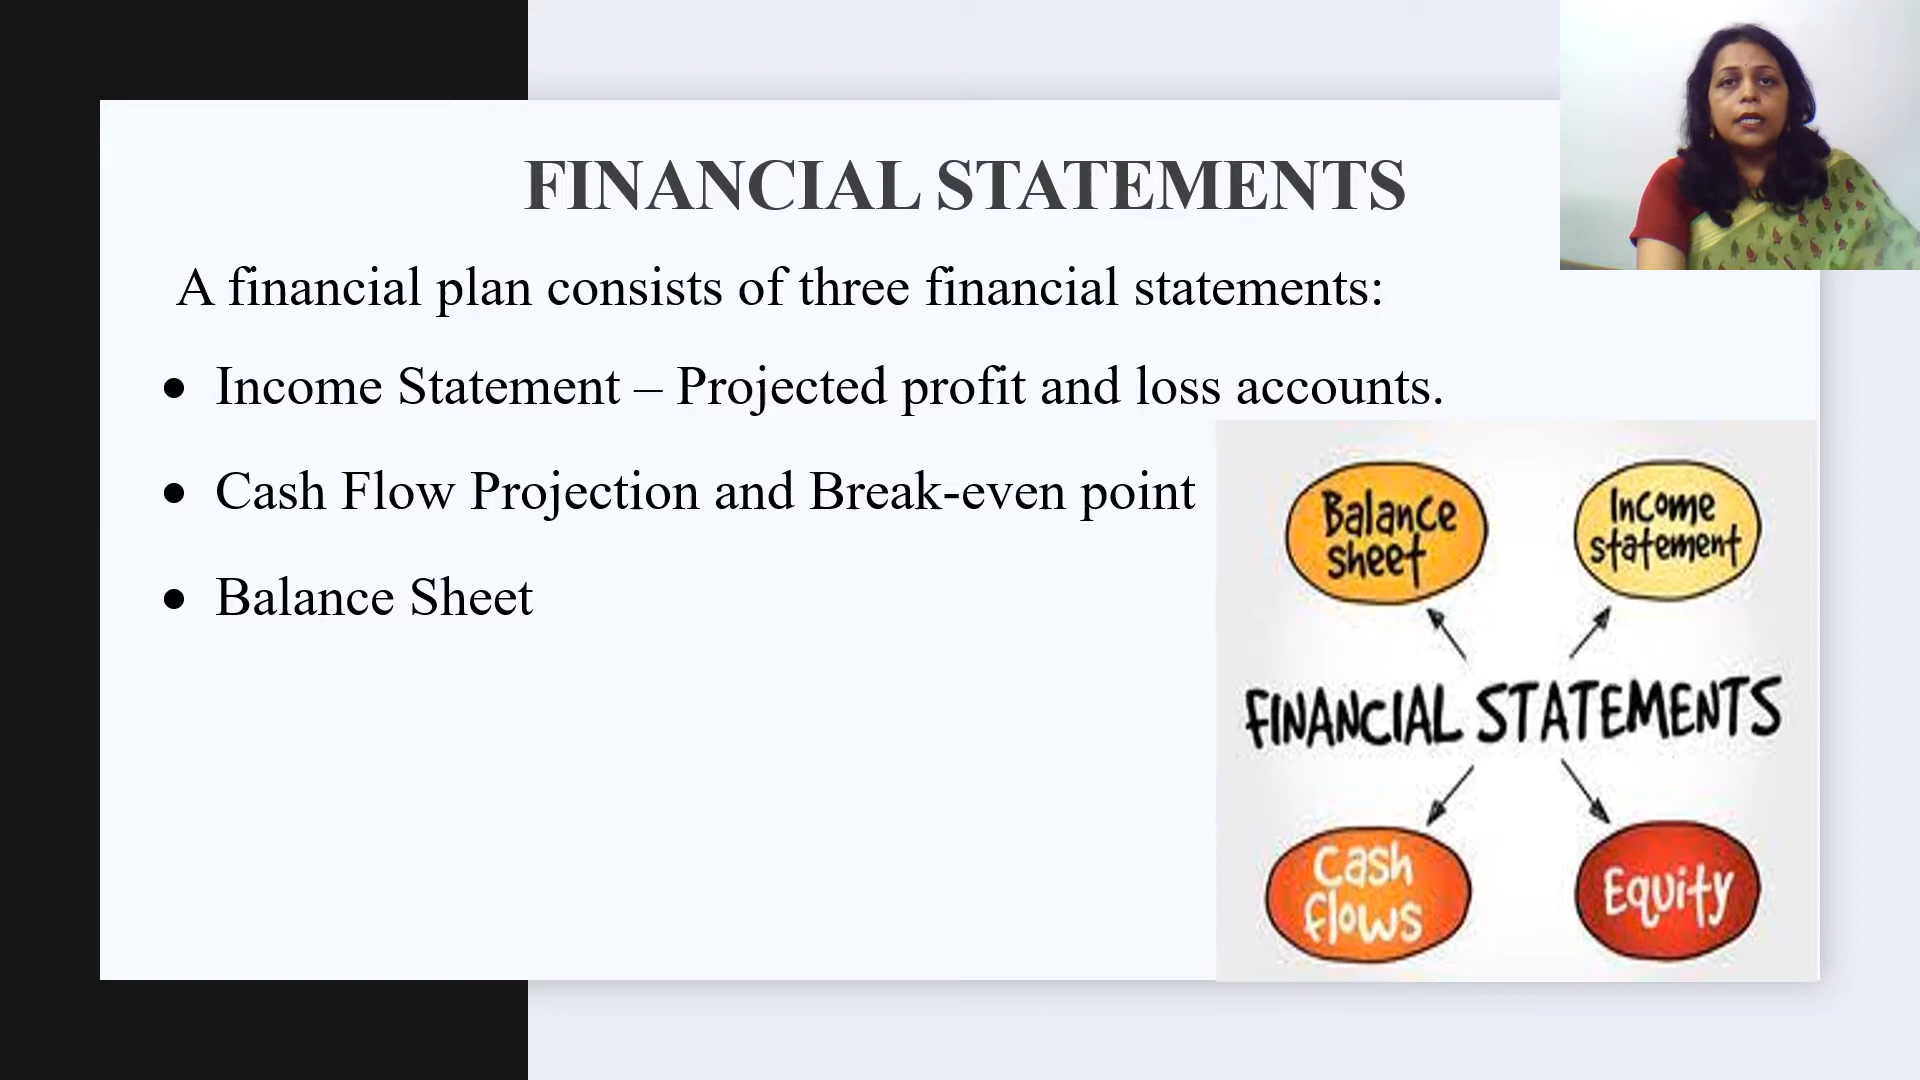 FINANCIAL STATEMENTS
A financial plan consists of three financial statements:
• Income Statement – Projected profit and loss accounts.
• Cash Flow Projection and Break-even point
• Balance Sheet
Balance
sheet
Income
statement
FINANCIAL STATEMENTS
Cash
flows
Equity